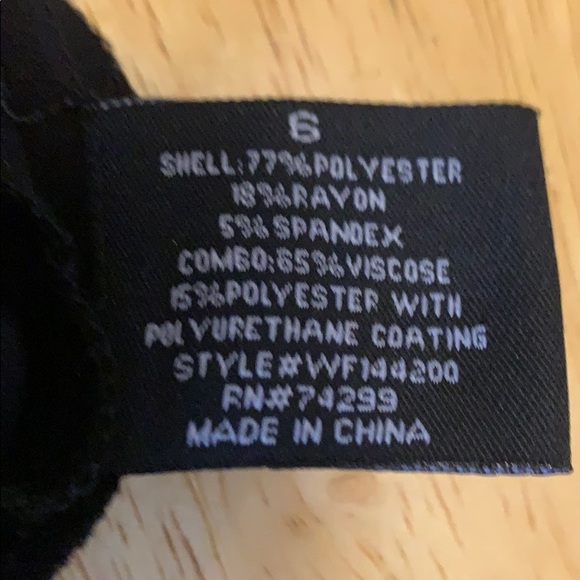 6
SHELL:77%POLYESTER
18%RAYON
5%SPANDEX
COMBO:85%VISCOSE
15%POLYESTER WITH
POLYURETHANE COATING
STYLE#WF144200
RN#74299
MADE IN CHINA